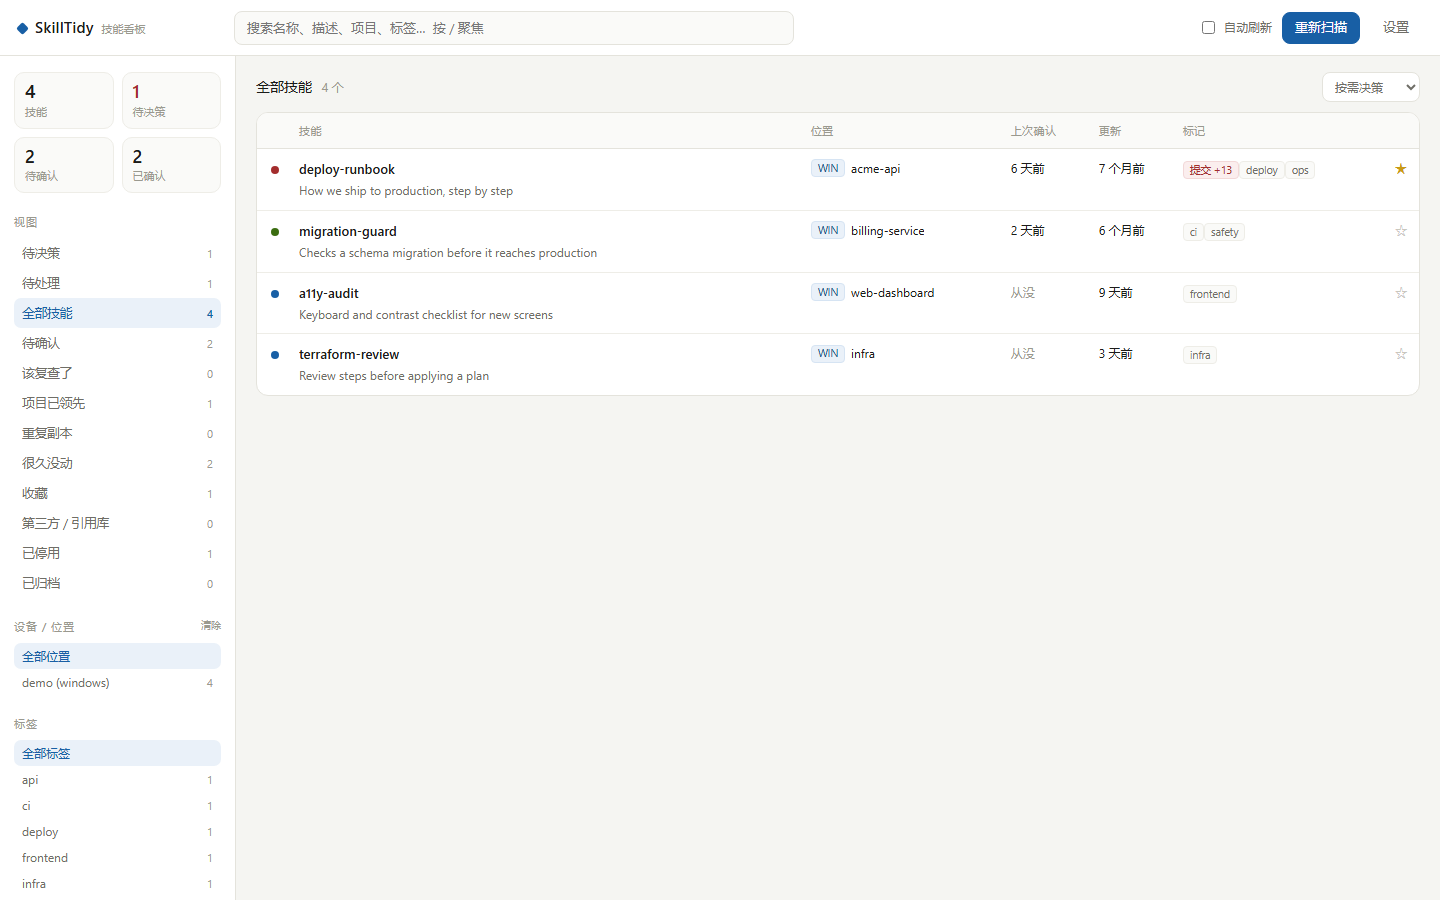 SkillTidy 技能看板
搜索名称、描述、项目、标签... 按 / 聚焦
自动刷新
重新扫描
设置
4
技能
1
待决策
2
待确认
2
已确认
视图
待决策 1
待处理 1
全部技能 4
待确认 2
该复查了 0
项目已领先 1
重复副本 0
很久没动 2
收藏 1
第三方 / 引用库 0
已停用 1
已归档 0
设备 / 位置 清除
全部位置
demo (windows) 4
标签
全部标签
api 1
ci 1
deploy 1
frontend 1
infra 1
全部技能 4 个
按需决策
技能 位置 上次确认 更新 标记
deploy-runbook WIN acme-api 6 天前 7 个月前 提交 +13 deploy ops ★
How we ship to production, step by step
migration-guard WIN billing-service 2 天前 6 个月前 ci safety ☆
Checks a schema migration before it reaches production
a11y-audit WIN web-dashboard 从没 9 天前 frontend ☆
Keyboard and contrast checklist for new screens
terraform-review WIN infra 从没 3 天前 infra ☆
Review steps before applying a plan